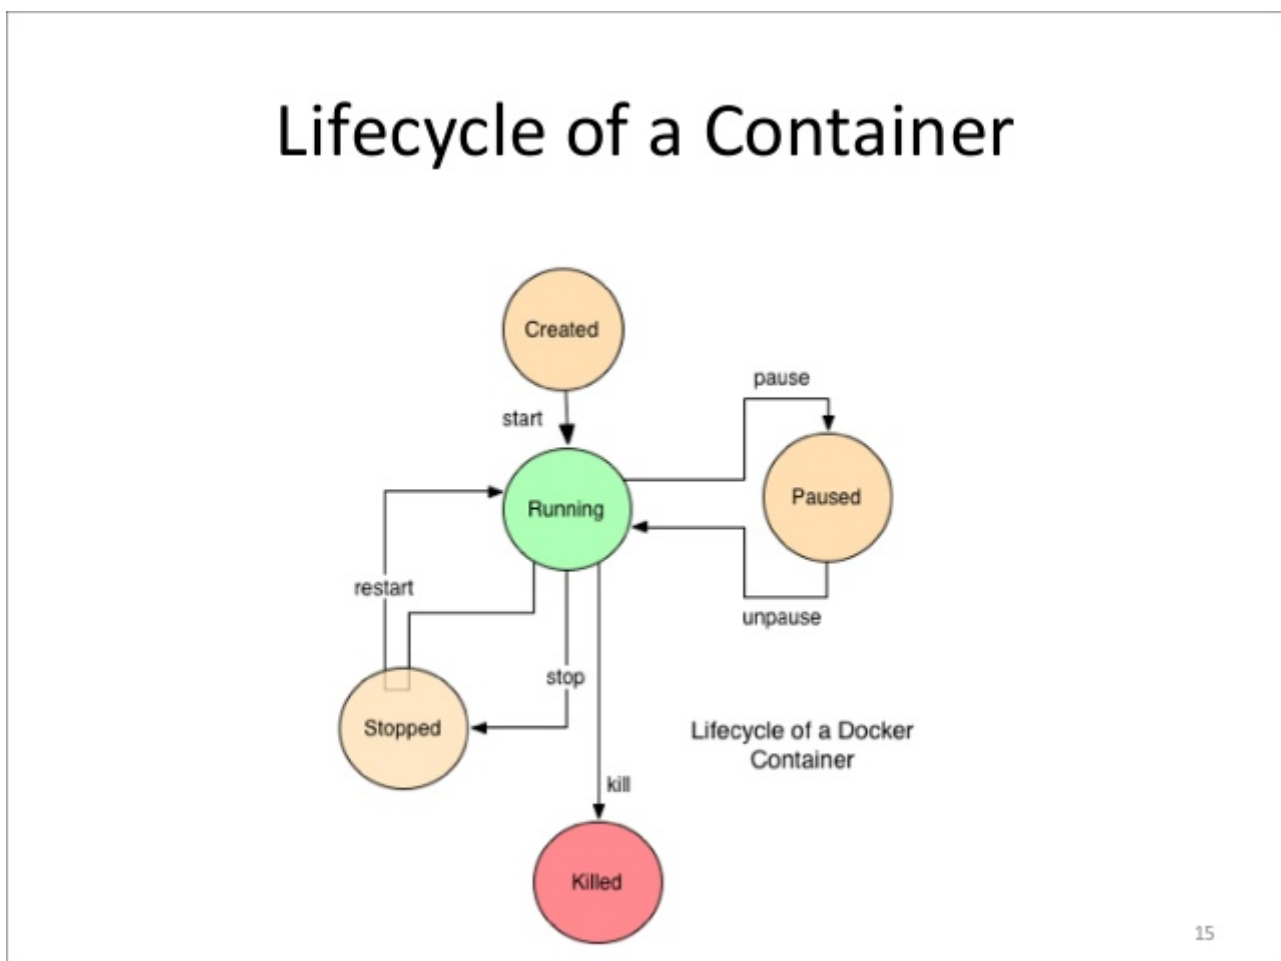 Lifecycle of a Container
Created
pause
start
Paused
Running
restart
unpause
stop
Stopped
Lifecycle of a Docker
Container
kill
Killed
15